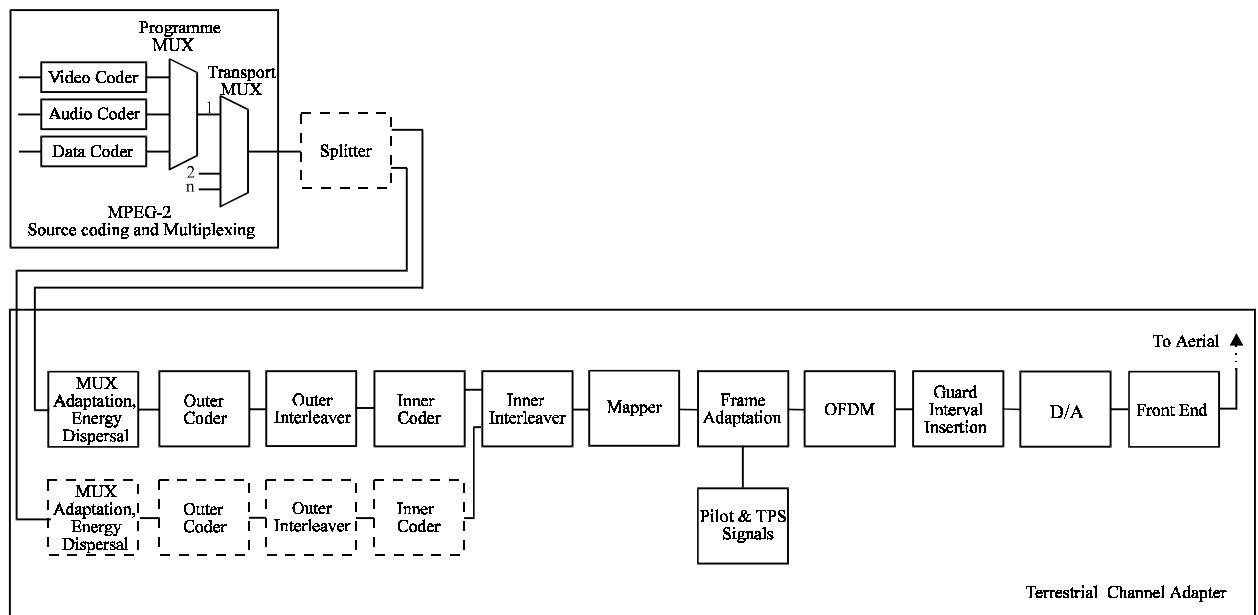 Programme
MUX
Video Coder
Audio Coder
Data Coder
Transport
MUX
1
2
n
MPEG-2
Source coding and Multiplexing
Splitter
To Aerial
MUX
Adaptation,
Energy
Dispersal
Outer
Coder
Outer
Interleaver
Inner
Coder
Inner
Interleaver
Mapper
Frame
Adaptation
OFDM
Guard
Interval
Insertion
D/A
Front End
MUX
Adaptation,
Energy
Dispersal
Outer
Coder
Outer
Interleaver
Inner
Coder
Pilot & TPS
Signals
Terrestrial Channel Adapter